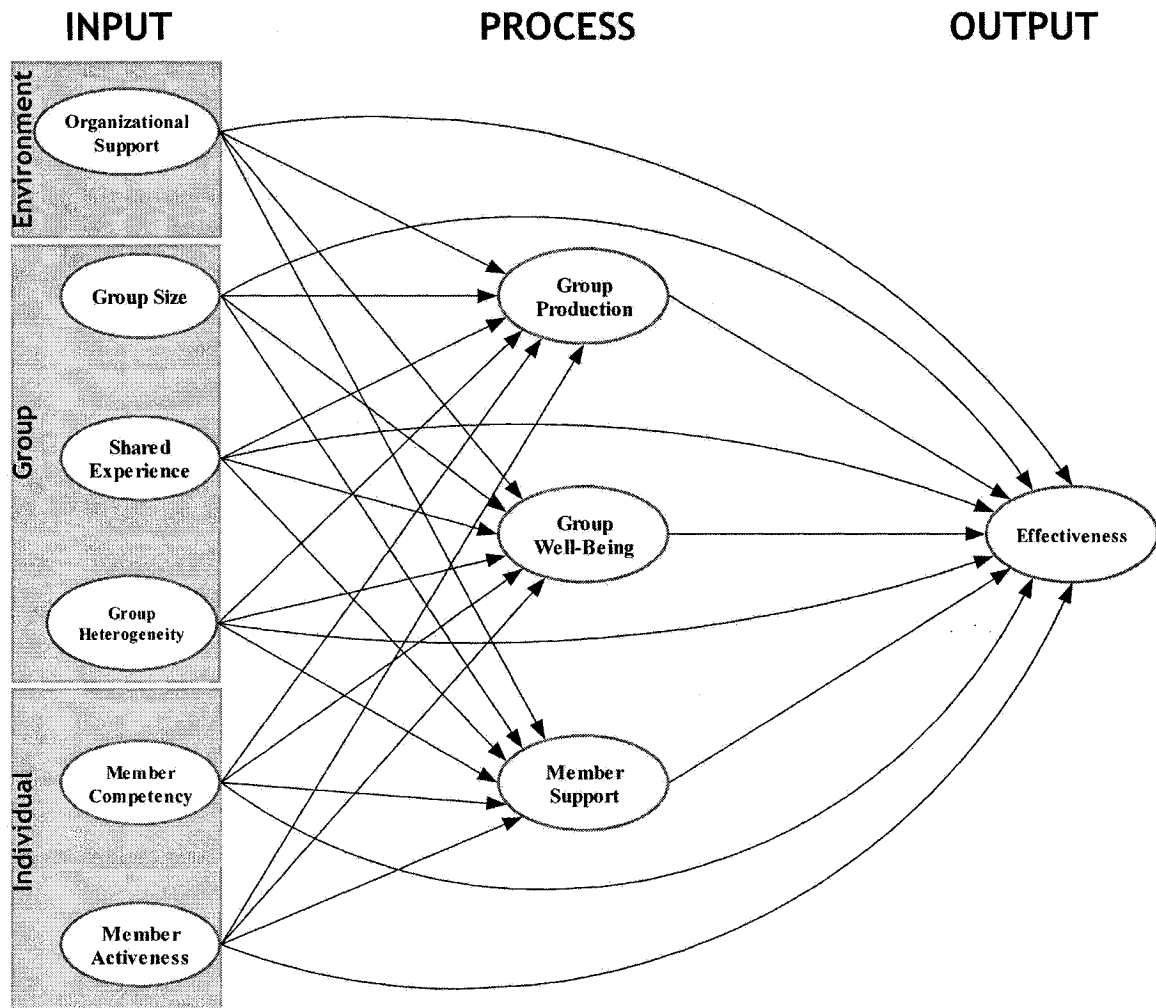 INPUT
PROCESS
OUTPUT
Environment
Organizational
Support
Group
Group Size
Shared
Experience
Group
Heterogeneity
Individual
Member
Competency
Member
Activeness
Group
Production
Group
Well-Being
Member
Support
Effectiveness